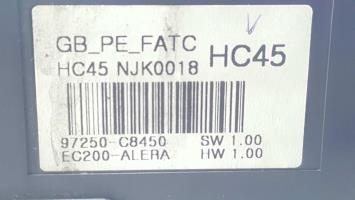 GB_PE_FATC
HC45 NJK0018 HC45
97250-C8450 SW 1.00
EC200-ALERA HW 1.00